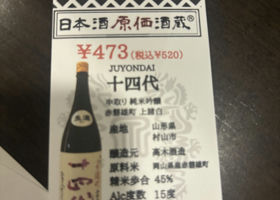 日本酒原価酒蔵®
¥473(税込¥520)
JUYONDAI
十四代
中取り 純米吟醸
赤磐雄町 上諸白
産地 山形県
村山市
醸造元 高木酒造
原料米 岡山県産赤磐雄町
精米歩合 45%
Alc度数 15度
十四代